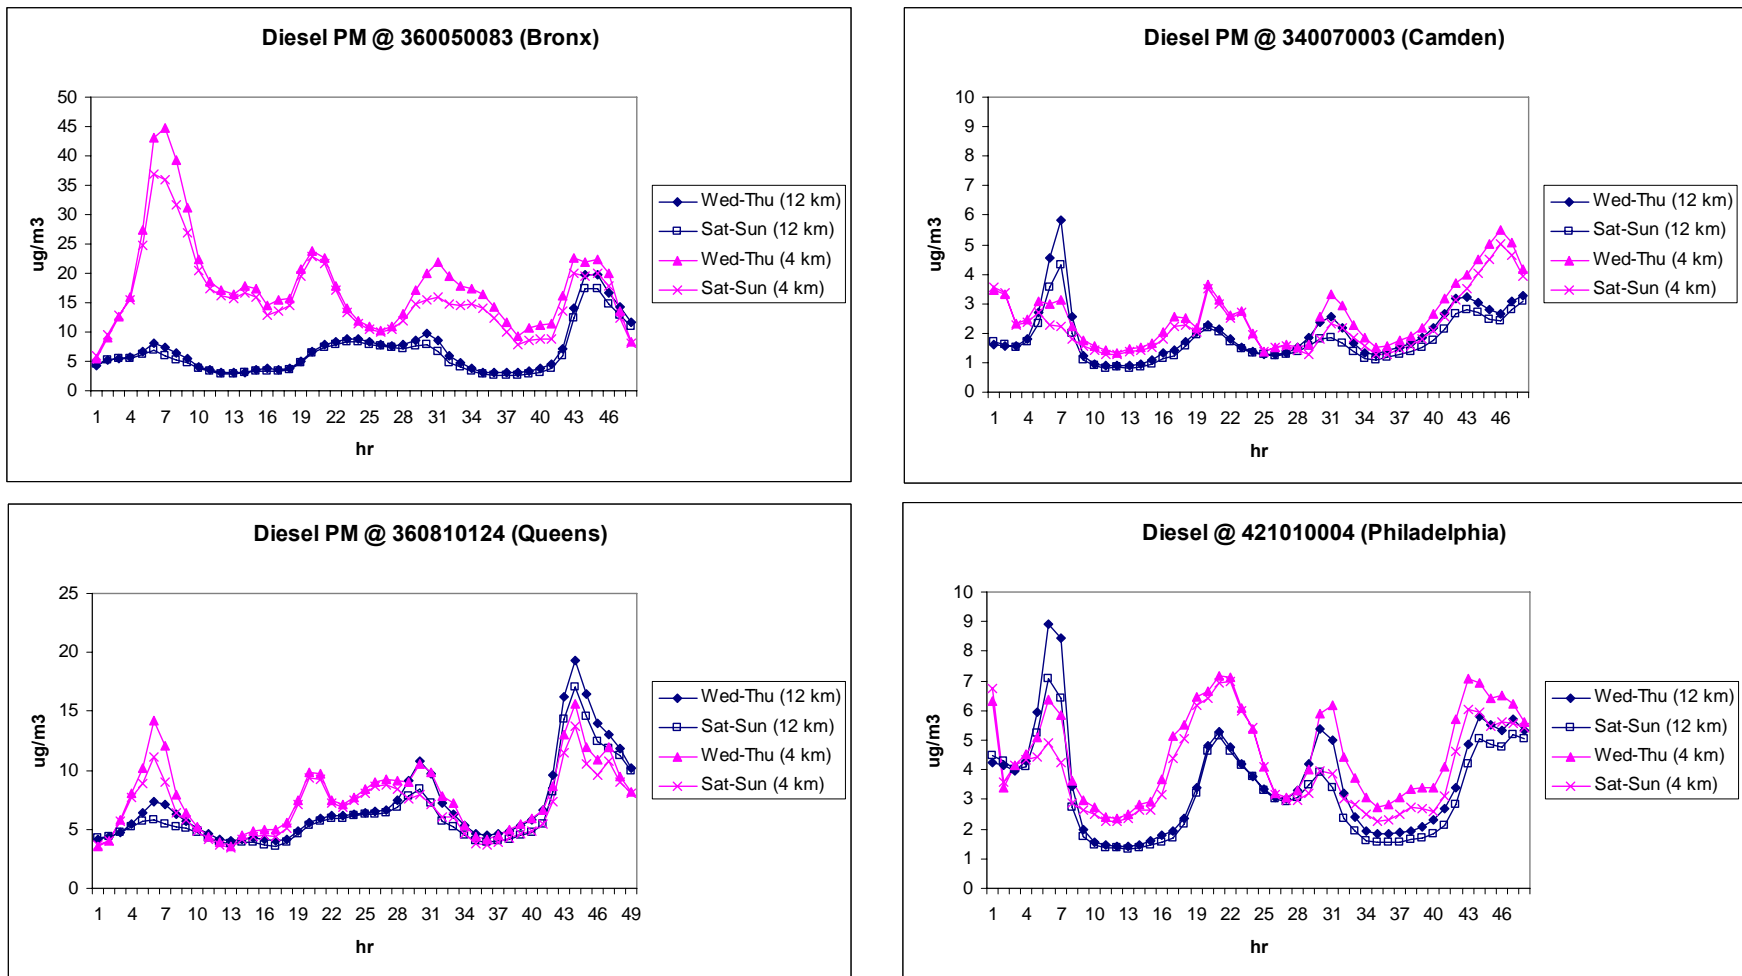 Diesel PM @ 360050083 (Bronx)
ug/m3
50
45
40
35
30
25
20
15
10
5
0
1 4 7 10 13 16 19 22 25 28 31 34 37 40 43 46
hr
Wed-Thu (12 km)
Sat-Sun (12 km)
Wed-Thu (4 km)
Sat-Sun (4 km)
Diesel PM @ 340070003 (Camden)
ug/m3
10
9
8
7
6
5
4
3
2
1
0
1 4 7 10 13 16 19 22 25 28 31 34 37 40 43 46
hr
Wed-Thu (12 km)
Sat-Sun (12 km)
Wed-Thu (4 km)
Sat-Sun (4 km)
Diesel PM @ 360810124 (Queens)
ug/m3
25
20
15
10
5
0
1 4 7 10 13 16 19 22 25 28 31 34 37 40 43 46 49
hr
Wed-Thu (12 km)
Sat-Sun (12 km)
Wed-Thu (4 km)
Sat-Sun (4 km)
Diesel @ 421010004 (Philadelphia)
ug/m3
10
9
8
7
6
5
4
3
2
1
0
1 4 7 10 13 16 19 22 25 28 31 34 37 40 43 46
hr
Wed-Thu (12 km)
Sat-Sun (12 km)
Wed-Thu (4 km)
Sat-Sun (4 km)